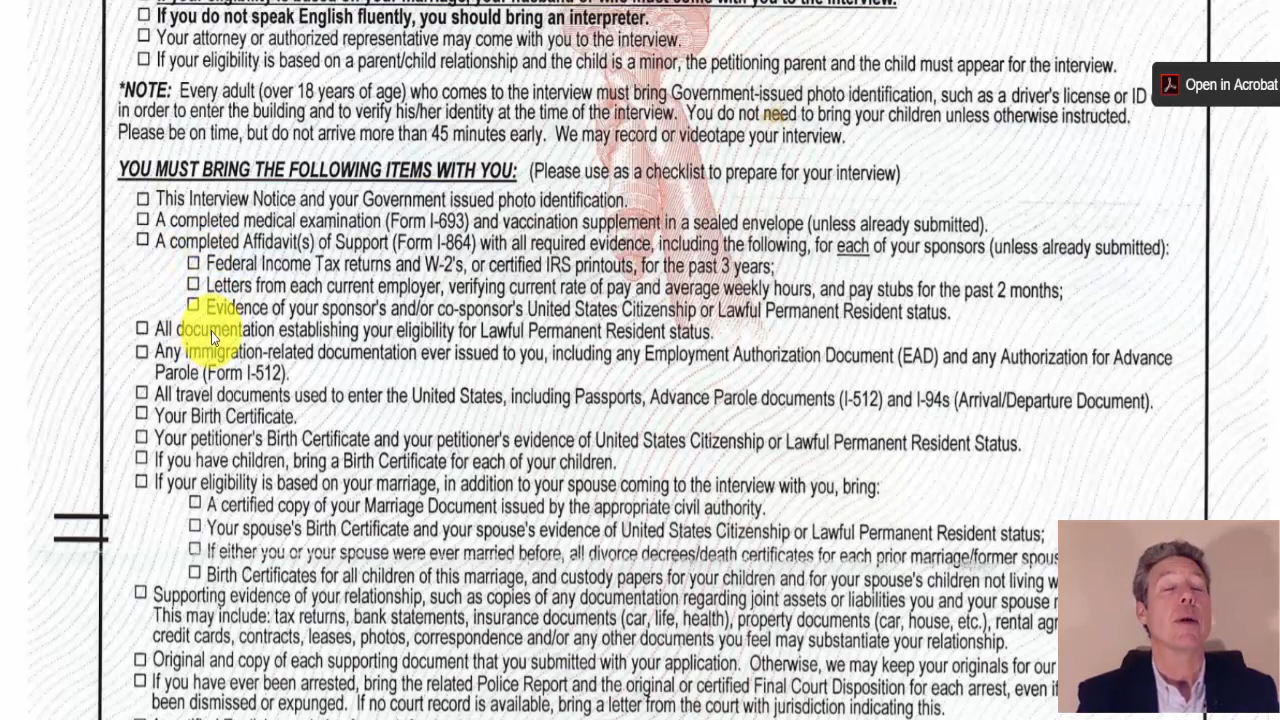 ☐ If you do not speak English fluently, you should bring an interpreter.
☐ Your attorney or authorized representative may come with you to the interview.
☐ If your eligibility is based on a parent/child relationship and the child is a minor, the petitioning parent and the child must appear for the interview.
*NOTE: Every adult (over 18 years of age) who comes to the interview must bring Government-issued photo identification, such as a driver's license or ID
in order to enter the building and to verify his/her identity at the time of the interview. You do not need to bring your children unless otherwise instructed.
Please be on time, but do not arrive more than 45 minutes early. We may record or videotape your interview.
Open in Acrobat
YOU MUST BRING THE FOLLOWING ITEMS WITH YOU: (Please use as a checklist to prepare for your interview)
☐ This Interview Notice and your Government issued photo identification.
☐ A completed medical examination (Form I-693) and vaccination supplement in a sealed envelope (unless already submitted).
☐ A completed Affidavit(s) of Support (Form I-864) with all required evidence, including the following, for each of your sponsors (unless already submitted):
☐ Federal Income Tax returns and W-2's, or certified IRS printouts, for the past 3 years;
☐ Letters from each current employer, verifying current rate of pay and average weekly hours, and pay stubs for the past 2 months;
☐ Evidence of your sponsor's and/or co-sponsor's United States Citizenship or Lawful Permanent Resident status.
☐ All documentation establishing your eligibility for Lawful Permanent Resident status.
☐ Any immigration-related documentation ever issued to you, including any Employment Authorization Document (EAD) and any Authorization for Advance
Parole (Form I-512).
☐ All travel documents used to enter the United States, including Passports, Advance Parole documents (I-512) and I-94s (Arrival/Departure Document).
☐ Your Birth Certificate.
☐ Your petitioner's Birth Certificate and your petitioner's evidence of United States Citizenship or Lawful Permanent Resident Status.
☐ If you have children, bring a Birth Certificate for each of your children.
☐ If your eligibility is based on your marriage, in addition to your spouse coming to the interview with you, bring:
☐ A certified copy of your Marriage Document issued by the appropriate civil authority.
☐ Your spouse's Birth Certificate and your spouse's evidence of United States Citizenship or Lawful Permanent Resident status;
☐ If either you or your spouse were ever married before, all divorce decrees/death certificates for each prior marriage/former
☐ Birth Certificates for all children of this marriage, and custody papers for your children and for your spouse's children not living
☐ Supporting evidence of your relationship, such as copies of any documentation regarding joint assets or liabilities you and your spouse
This may include: tax returns, bank statements, insurance documents (car, life, health), property documents (car, house, etc.), rental
credit cards, contracts, leases, photos, correspondence and/or any other documents you feel may substantiate your relationship.
☐ Original and copy of each supporting document that you submitted with your application. Otherwise, we may keep your originals for our
☐ If you have ever been arrested, bring the related Police Report and the original or certified Final Court Disposition for each arrest, even if
been dismissed or expunged. If no court record is available, bring a letter from the court with jurisdiction indicating this.